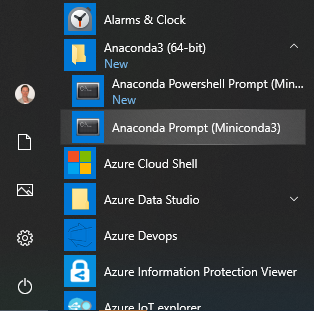 Alarms & Clock
Anaconda3 (64-bit)
New
Anaconda Powershell Prompt (Min...
New
Anaconda Prompt (Miniconda3)
Azure Cloud Shell
Azure Data Studio
Azure Devops
Azure Information Protection Viewer
Azure IoT explorer